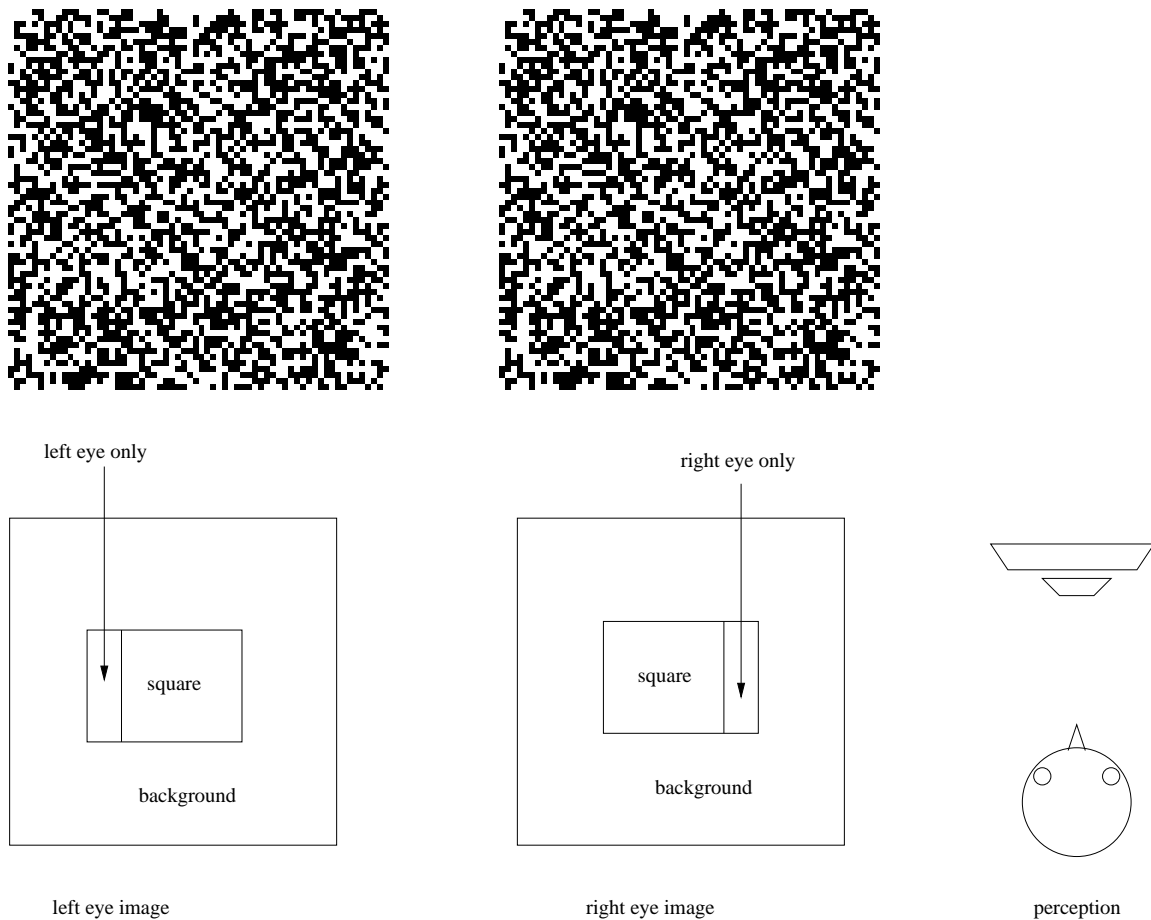 left eye only
right eye only
square
square
background
background
left eye image
right eye image
perception